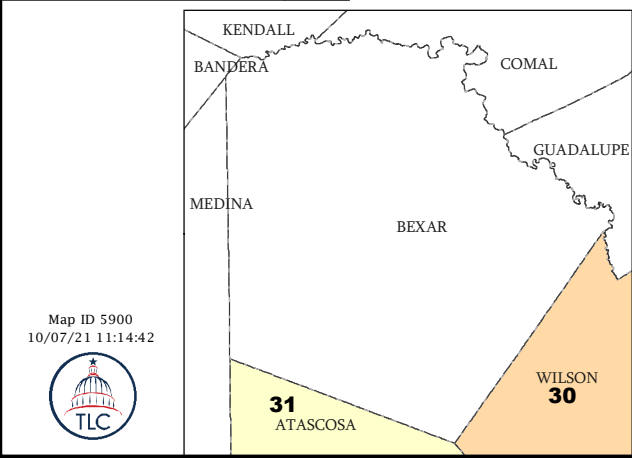 KENDALL
BANDERA
COMAL
GUADALUPE
MEDINA
BEXAR
Map ID 5900
10/07/21 11:14:42
TLC
WILSON
30
31
ATASCOSA